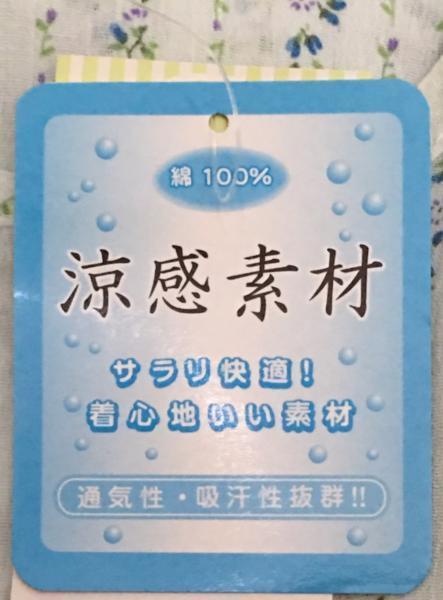 綿 100%
涼感素材
サラリ快適!
着心地いい素材
通気性・吸汗性抜群!!